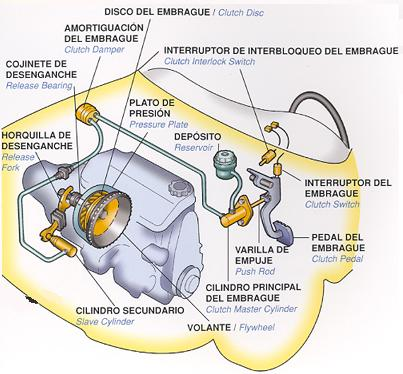 DISCO DEL EMBRAGUE / Clutch Disc
AMORTIGUACIÓN
DEL EMBRAGUE
Clutch Damper
INTERRUPTOR DE INTERBLOQUEO DEL EMBRAGUE
Clutch Interlock Switch
COJINETE DE
DESENGANCHE
Release Bearing
PLATO DE
PRESIÓN
Pressure Plate
HORQUILLA DE
DESENGANCHE
Release
Fork
DEPÓSITO
Reservoir
INTERRUPTOR DEL
EMBRAGUE
Clutch Switch
VARILLA DE
EMPUJE
Push Rod
PEDAL DEL
EMBRAGUE
Clutch Pedal
CILINDRO PRINCIPAL
DEL EMBRAGUE
Clutch Master Cylinder
CILINDRO SECUNDARIO
Slave Cylinder
VOLANTE / Flywheel